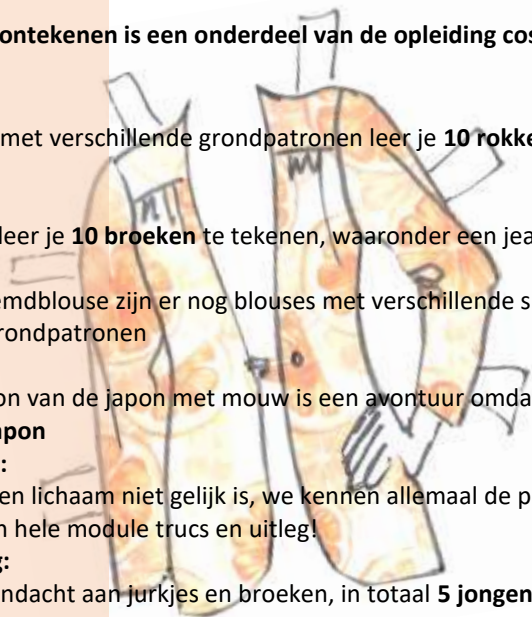 ontekenen is een onderdeel van de opleiding cos
met verschillende grondpatronen leer je 10 rokke
leer je 10 broeken te tekenen, waaronder een jea
emdblouse zijn er nog blouses met verschillende s
rondpatronen
on van de japon met mouw is een avontuur omda
apon
:
en lichaam niet gelijk is, we kennen allemaal de p
n hele module trucs en uitleg!
g:
andacht aan jurkjes en broeken, in totaal 5 jongen